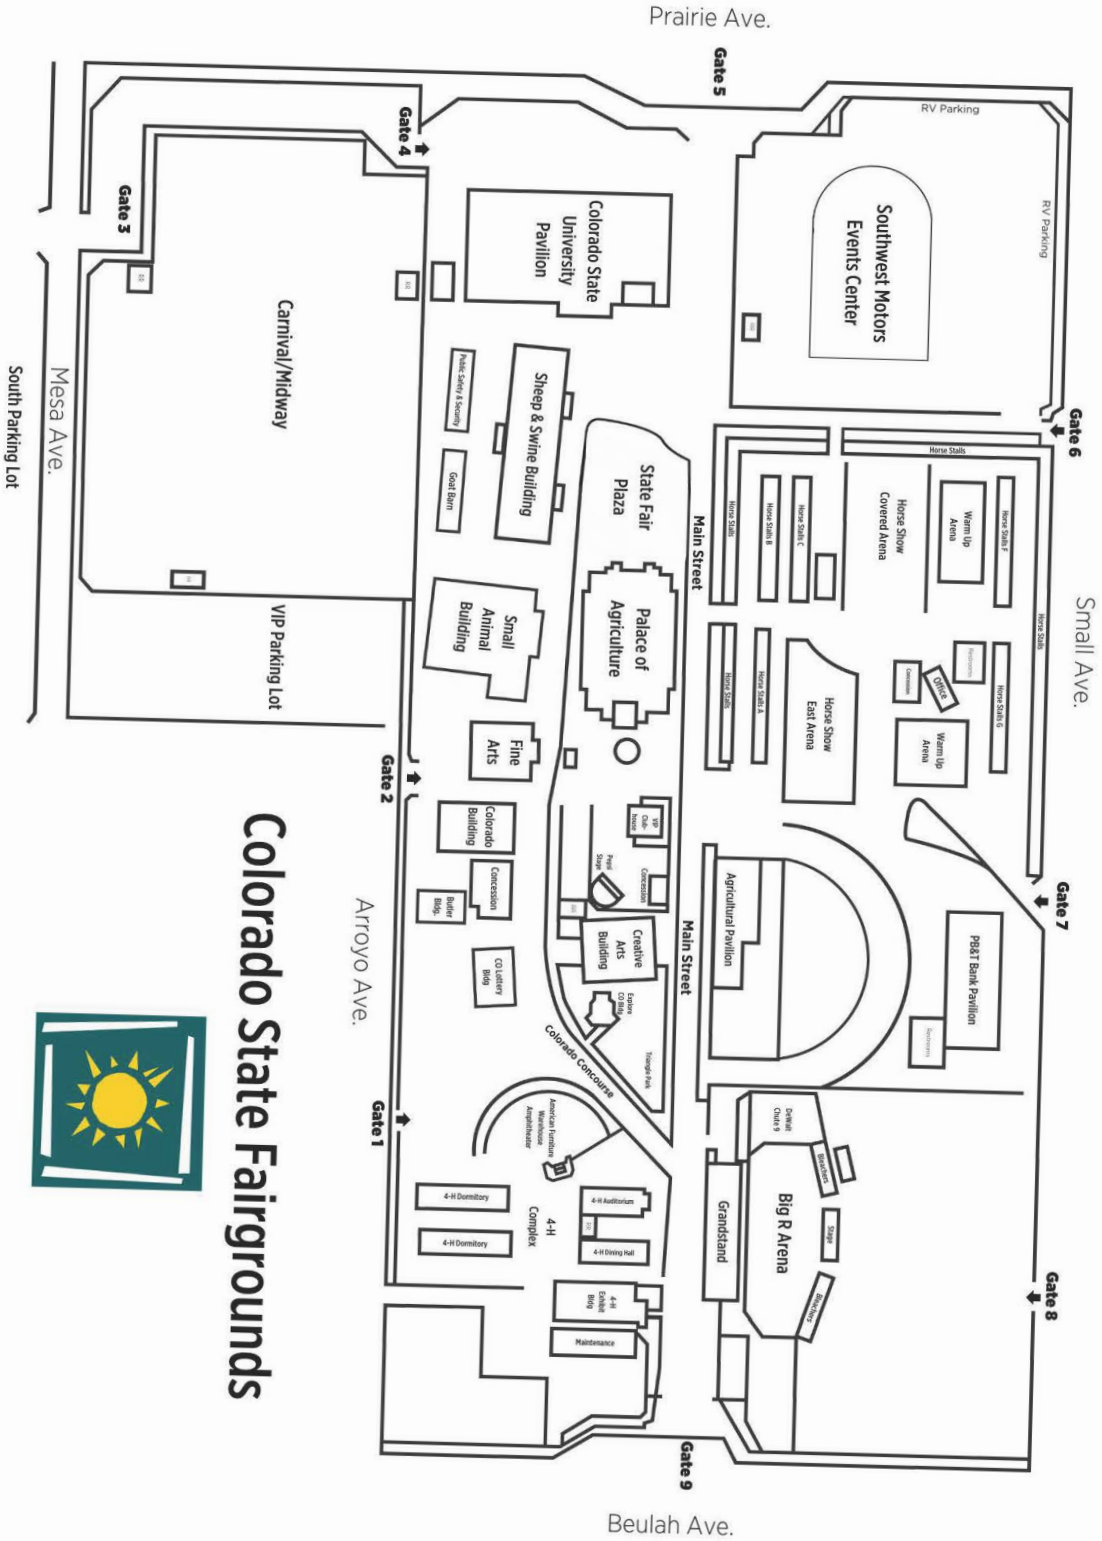 Prairie Ave.
Gate 5
RV Parking
RV Parking
Gate 4
Gate 3
Southwest Motors
Events Center
Colorado State
University
Pavilion
RR
Carnival/Midway
Mesa Ave.
South Parking Lot
Public Safety & Security
Sheep & Swine Building
Goat Barn
State Fair
Plaza
Main Street
Gate 6
Horse Stalls
Horse Stalls
Horse Stalls B
Horse Stalls C
Horse Show
Covered Arena
Warm Up
Arena
Horse Stalls F
Small Ave.
Horse Stalls
VIP Parking Lot
Small
Animal
Building
Palace of
Agriculture
Horse Stalls
Horse Stalls A
Horse Show
East Arena
Concession
Office
Restrooms
Horse Stalls G
Warm Up
Arena
Fine
Arts
Gate 2
Colorado
Building
Concession
Butler
Bldg.
CO Lottery
Bldg
VIP
Club-
house
Pepsi
Stage
Concession
Creative
Arts
Building
Explore
CO Bldg
Triangle Park
Main Street
Agricultural Pavilion
Gate 7
PB&T Bank Pavilion
Restrooms
Arroyo Ave.
Colorado Concourse
Gate 1
American Furniture
Warehouse
Amphitheater
DeWalt
Chute 9
Bleachers
Big R Arena
Stage
Bleachers
Grandstand
4-H Dormitory
4-H Dormitory
4-H
Complex
4-H Auditorium
RR
4-H Dining Hall
4-H
Exhibit
Bldg
Maintenance
Gate 8
Gate 9
Beulah Ave.
Colorado State Fairgrounds